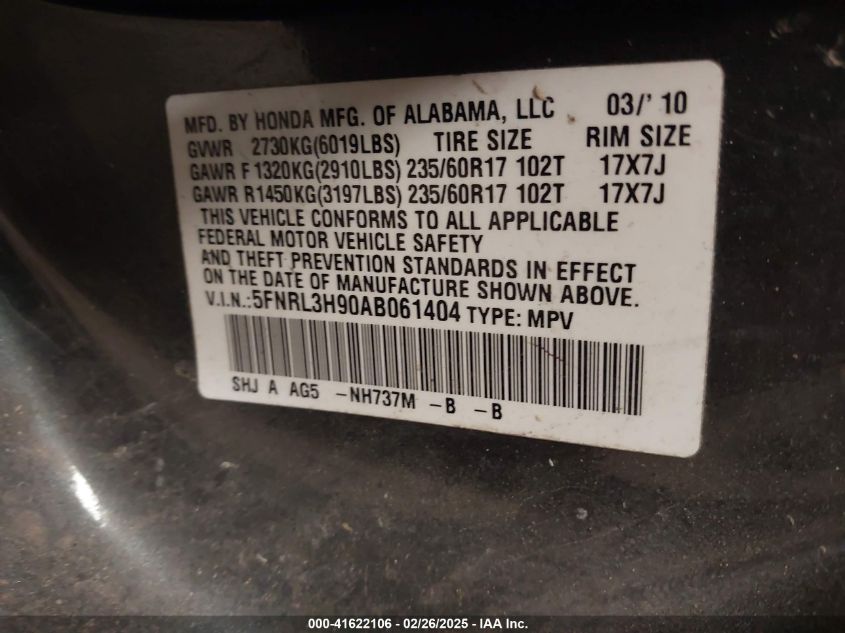 MFD. BY HONDA MFG. OF ALABAMA, LLC 03/' 10
GVWR 2730KG(6019LBS) TIRE SIZE RIM SIZE
GAWR F1320KG(2910LBS) 235/60R17 102T 17X7J
GAWR R1450KG(3197LBS) 235/60R17 102T 17X7J
THIS VEHICLE CONFORMS TO ALL APPLICABLE
FEDERAL MOTOR VEHICLE SAFETY
AND THEFT PREVENTION STANDARDS IN EFFECT
ON THE DATE OF MANUFACTURE SHOWN ABOVE.
V.I.N.:5FNRL3H90AB061404 TYPE: MPV
SHJ A AG5 -NH737M -B -B
000-41622106 - 02/26/2025 - IAA Inc.